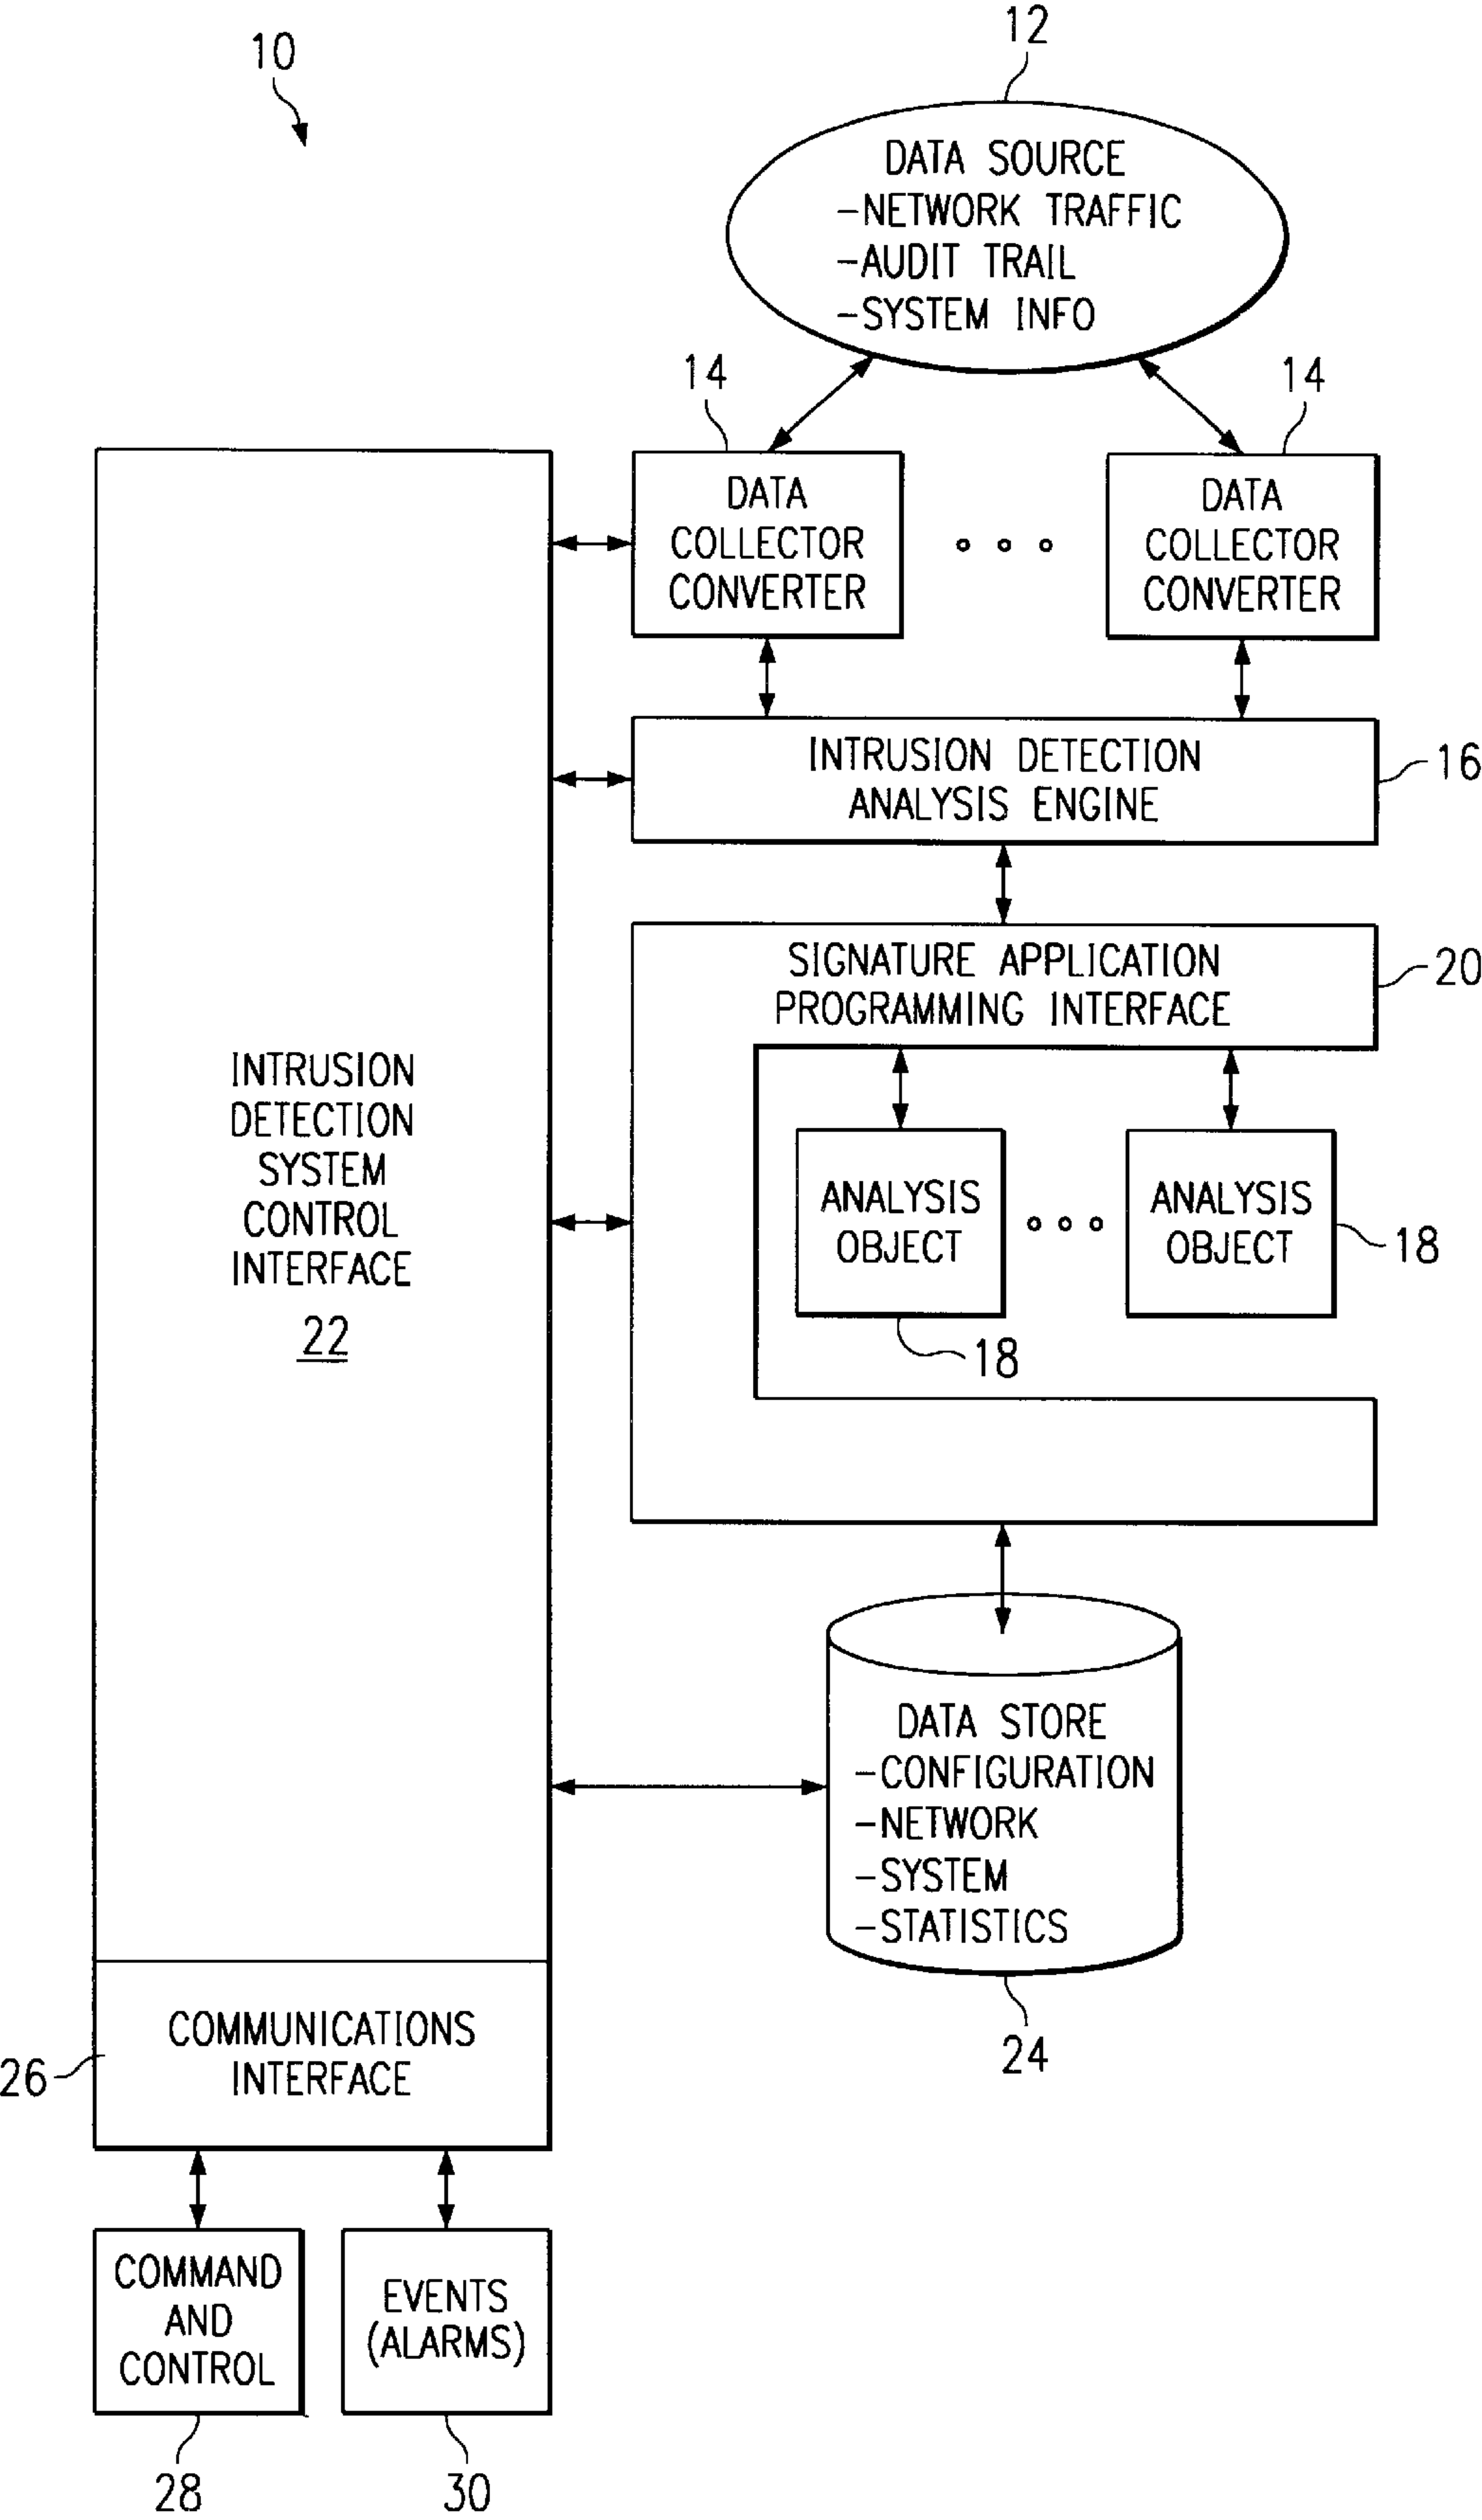 10
12
DATA SOURCE
-NETWORK TRAFFIC
-AUDIT TRAIL
-SYSTEM INFO
14
14
DATA
COLLECTOR
CONVERTER
DATA
COLLECTOR
CONVERTER
INTRUSION DETECTION
ANALYSIS ENGINE
16
SIGNATURE APPLICATION
PROGRAMMING INTERFACE
20
INTRUSION
DETECTION
SYSTEM
CONTROL
INTERFACE
22
ANALYSIS
OBJECT
18
ANALYSIS
OBJECT
18
DATA STORE
-CONFIGURATION
-NETWORK
-SYSTEM
-STATISTICS
24
COMMUNICATIONS
INTERFACE
26
COMMAND
AND
CONTROL
28
EVENTS
(ALARMS)
30